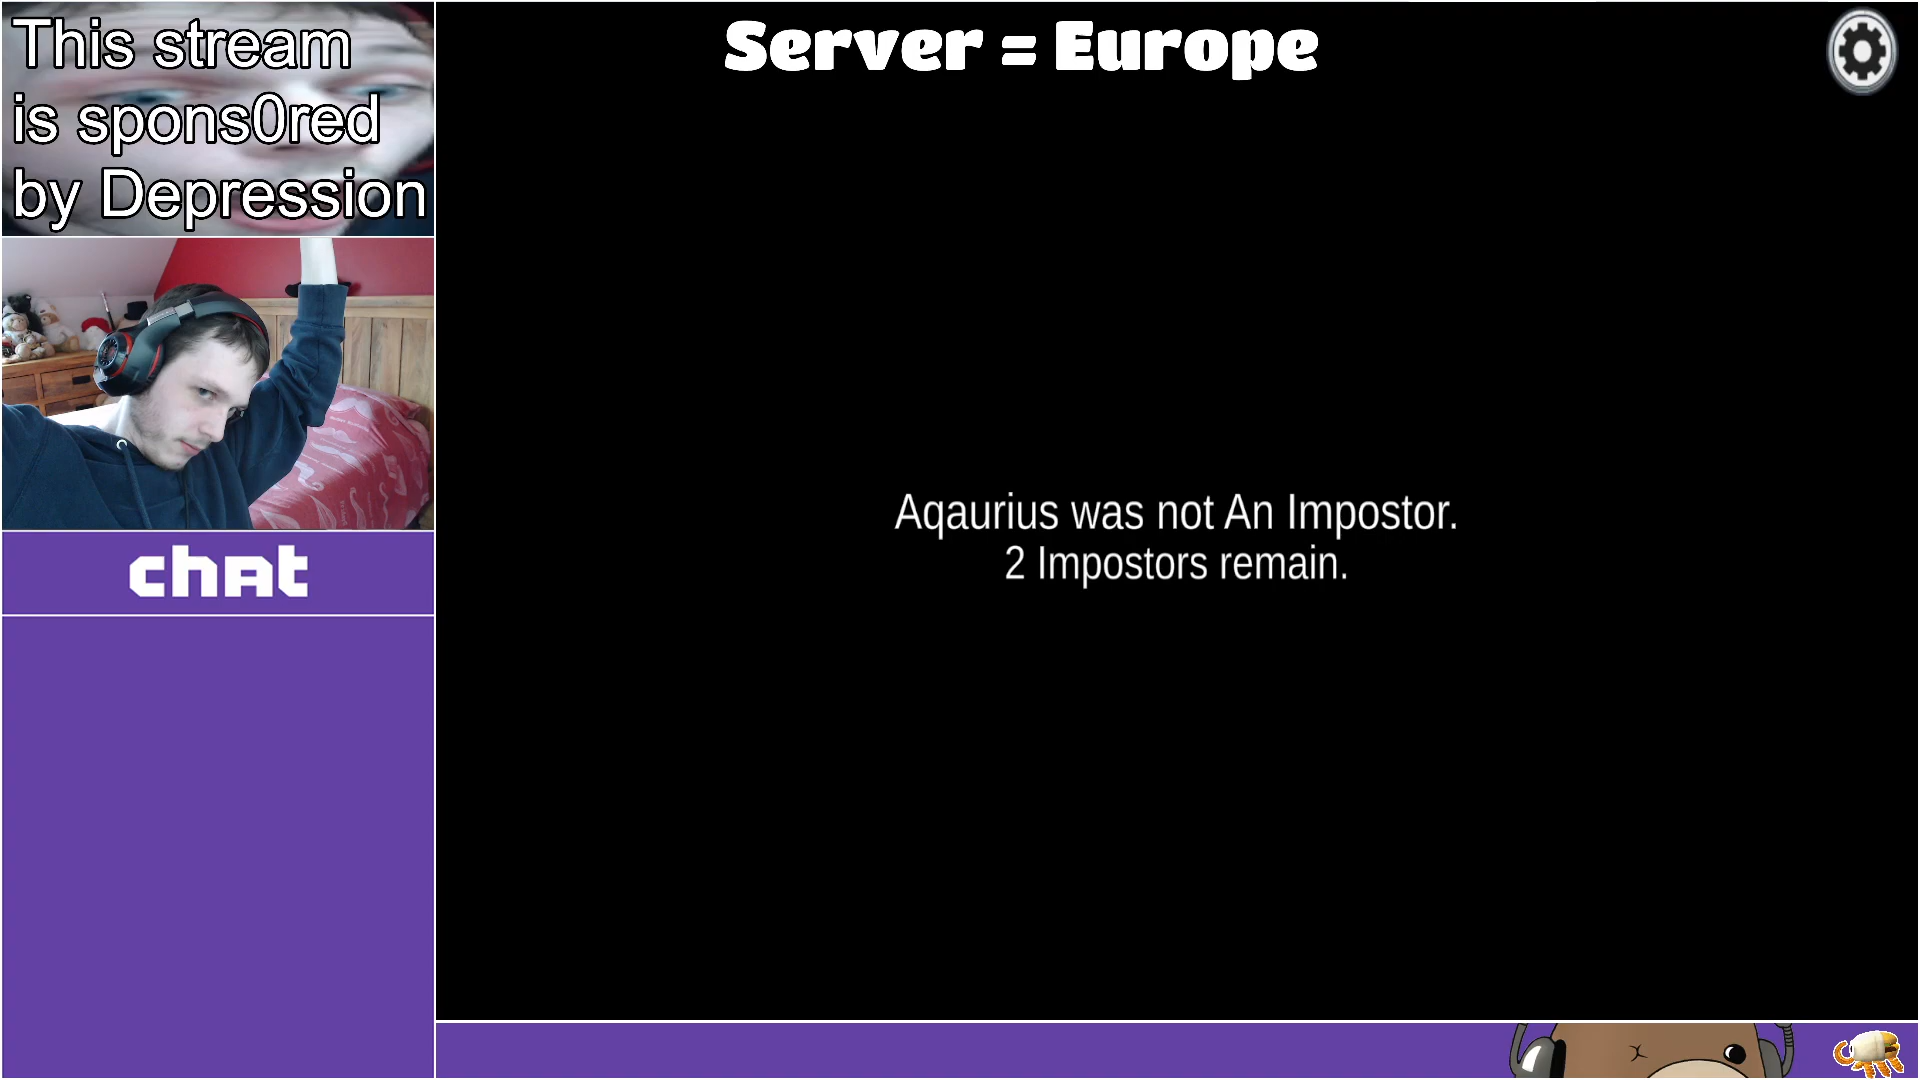 This stream
is spons0red
by Depression
Server = Europe
chat
Aqaurius was not An Impostor.
2 Impostors remain.